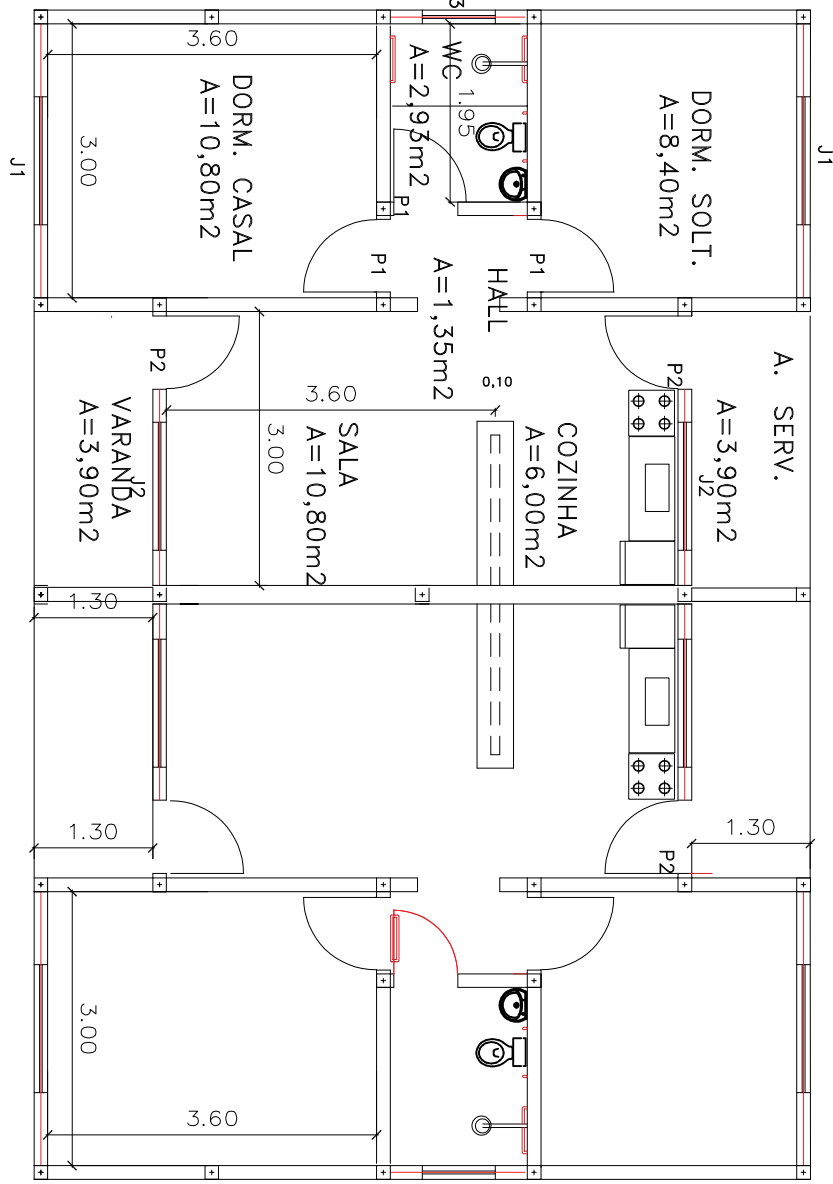 3
J1
J1
3.60
3.00
DORM. CASAL
A=10,80m2
WC
A=2,93m2
1.95
DORM. SOLT.
A=8,40m2
P1
P1
P1
HALL
A=1,35m2
P2
P2
A. SERV.
A=3,90m2
J2
0,10
3.60
3.00
COZINHA
A=6,00m2
SALA
A=10,80m2
VARANDA
A=3,90m2
J2
1.30
1.30
1.30
P2
3.00
3.60